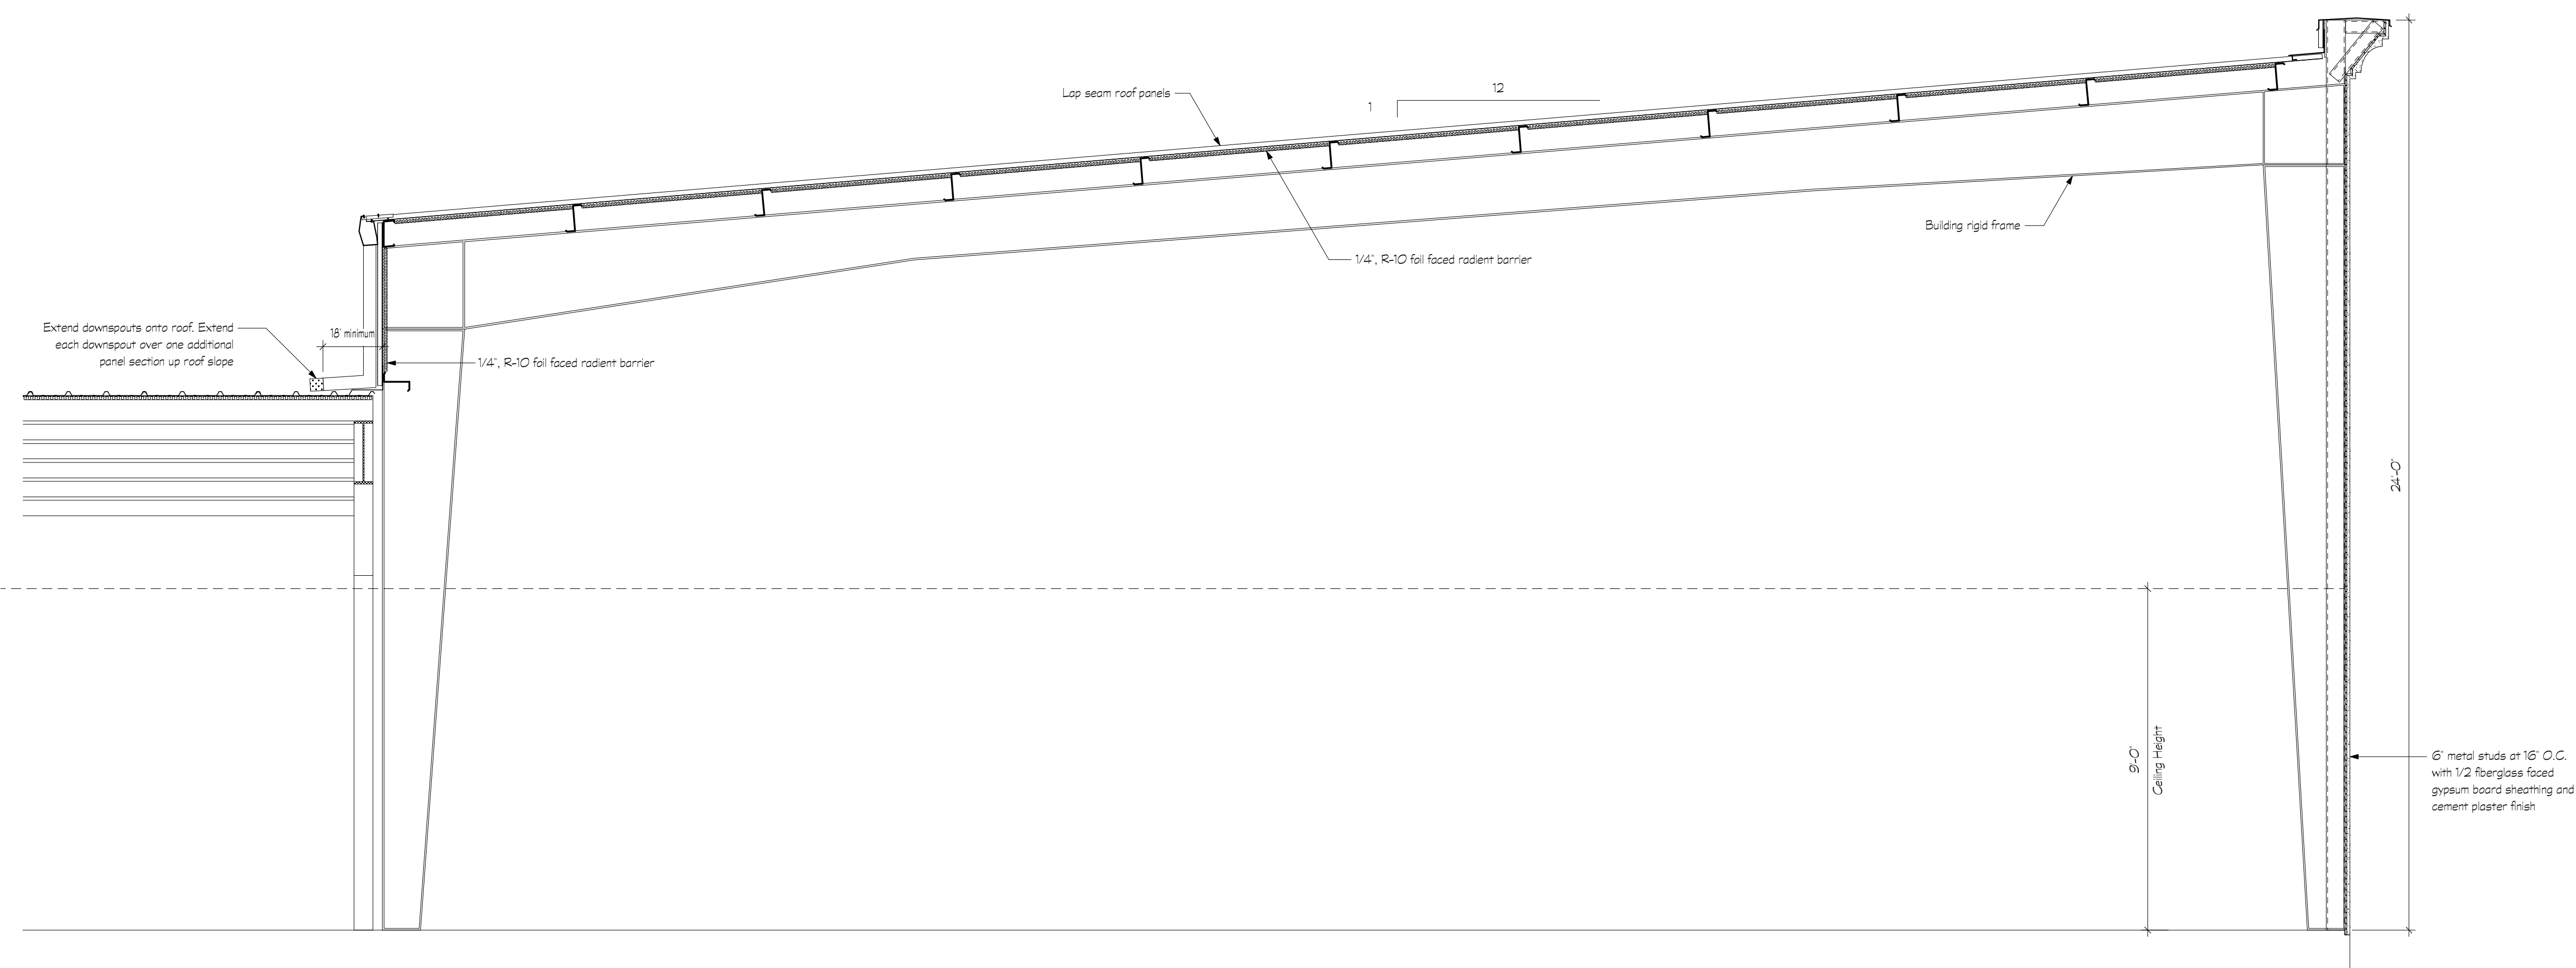 Lap seam roof panels
12
1
Building rigid frame
1/4", R-10 foil faced radient barrier
Extend downspouts onto roof. Extend
each downspout over one additional
panel section up roof slope
18" minimum
1/4", R-10 foil faced radient barrier
24'-0"
9'-0"
Ceiling Height
6" metal studs at 16" O.C.
with 1/2 fiberglass faced
gypsum board sheathing and
cement plaster finish